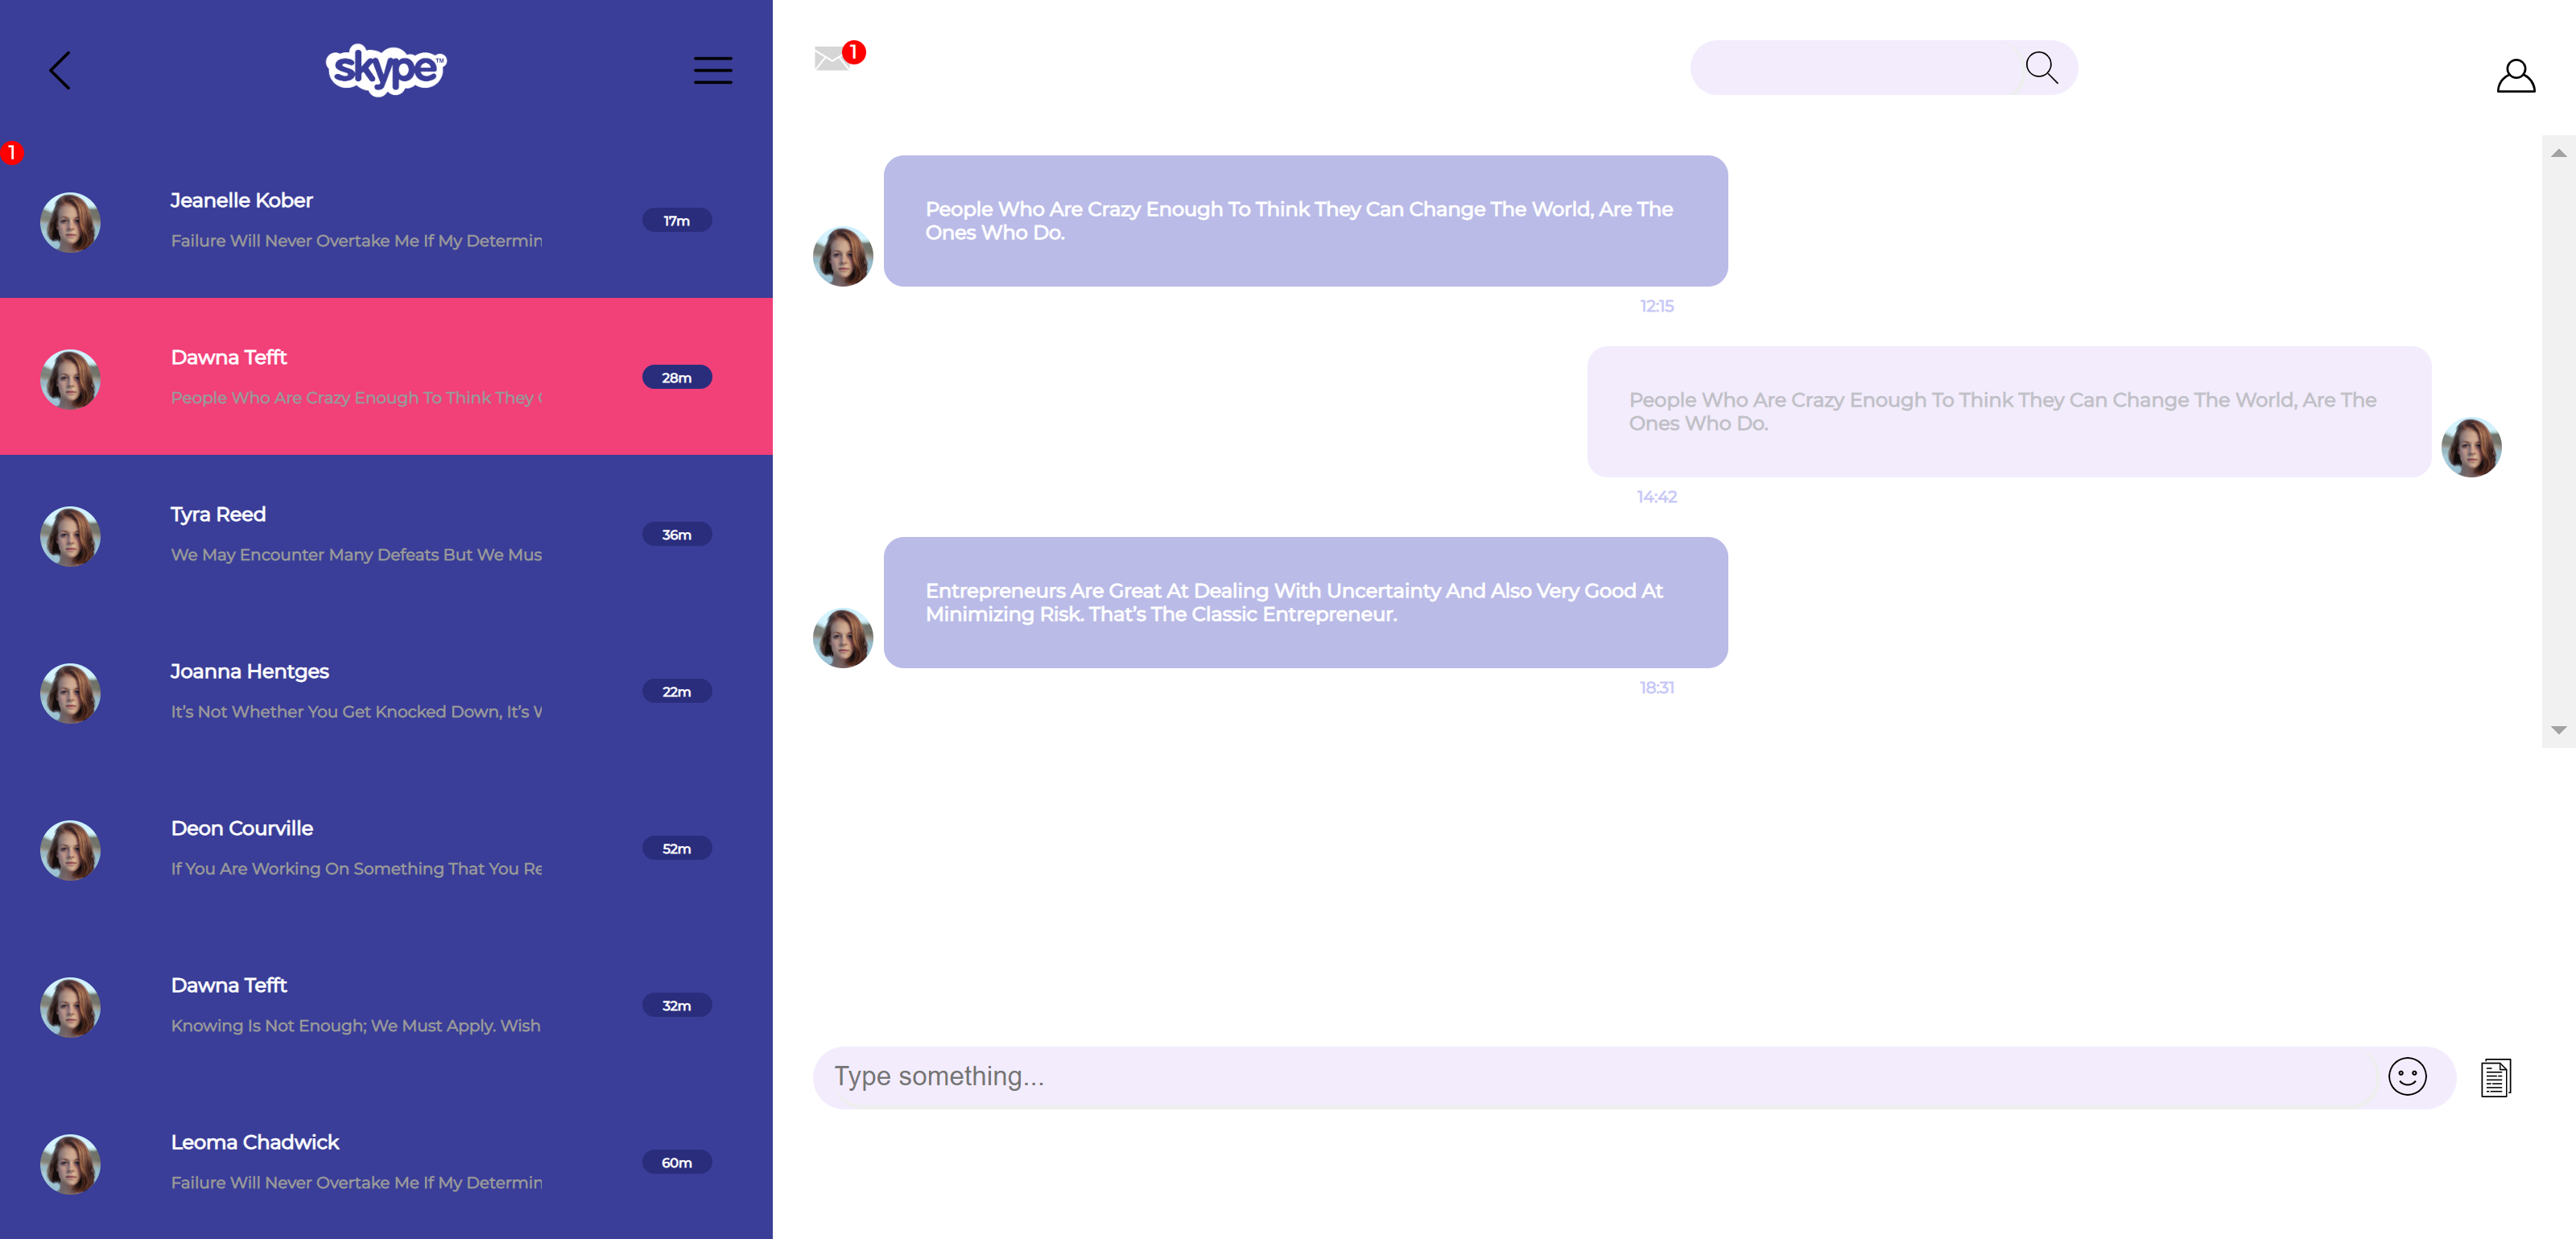 skype™
1
Jeanelle Kober
17m
Failure Will Never Overtake Me If My Determin
Dawna Tefft
28m
People Who Are Crazy Enough To Think They
Tyra Reed
36m
We May Encounter Many Defeats But We Mus
Joanna Hentges
22m
It's Not Whether You Get Knocked Down, It's
Deon Courville
52m
If You Are Working On Something That You Re
Dawna Tefft
32m
Knowing Is Not Enough; We Must Apply. Wish
Leoma Chadwick
60m
Failure Will Never Overtake Me If My Determin
1
People Who Are Crazy Enough To Think They Can Change The World, Are The
Ones Who Do.
12:15
People Who Are Crazy Enough To Think They Can Change The World, Are The
Ones Who Do.
14:42
Entrepreneurs Are Great At Dealing With Uncertainty And Also Very Good At
Minimizing Risk. That's The Classic Entrepreneur.
18:31
Type something...